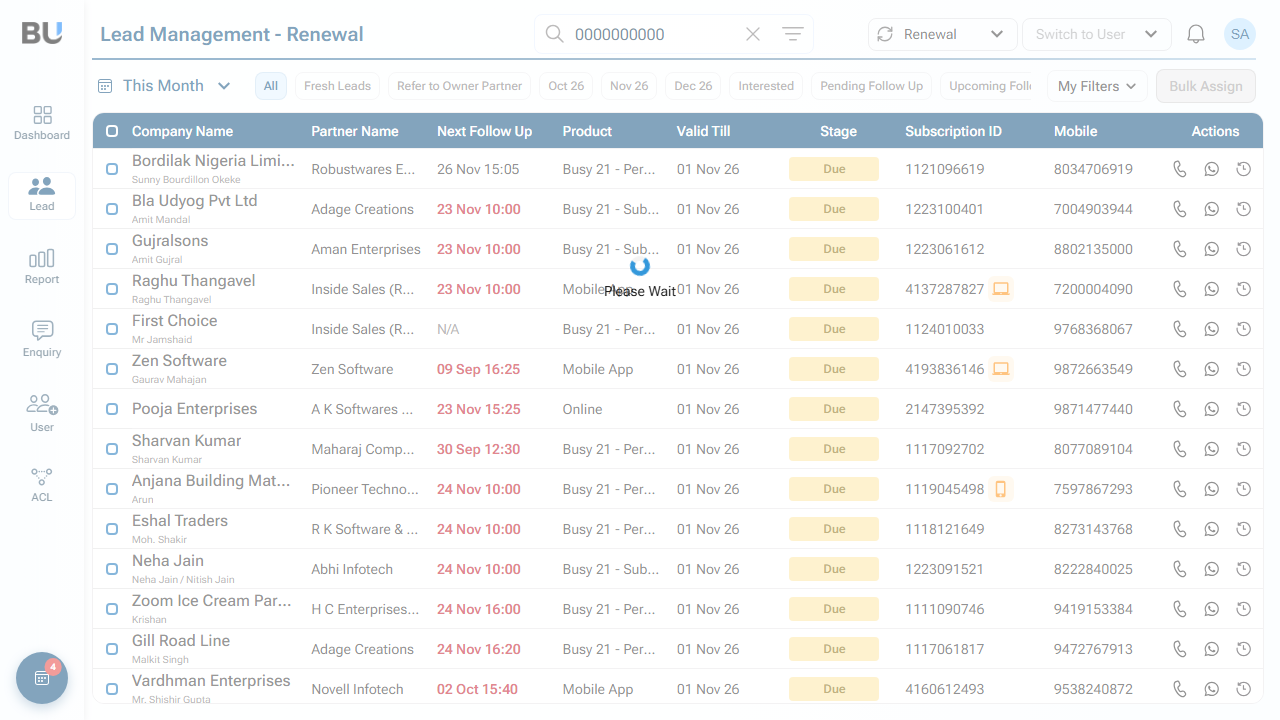 BU
Lead Management - Renewal
0000000000
Renewal
Switch to User
SA
This Month
All
Fresh Leads
Refer to Owner Partner
Oct 26
Nov 26
Dec 26
Interested
Pending Follow Up
Upcoming Foll
My Filters
Bulk Assign
Dashboard
Lead
Report
Enquiry
User
ACL
4
Company Name Partner Name Next Follow Up Product Valid Till Stage Subscription ID Mobile Actions
Bordilak Nigeria Limi... Robustwares E... 26 Nov 15:05 Busy 21 - Per... 01 Nov 26 Due 1121096619 8034706919
Sunny Bourdillon Okeke
Bla Udyog Pvt Ltd Adage Creations 23 Nov 10:00 Busy 21 - Sub... 01 Nov 26 Due 1223100401 7004903944
Amit Mandal
Gujralsons Aman Enterprises 23 Nov 10:00 Busy 21 - Sub... 01 Nov 26 Due 1223061612 8802135000
Amit Gujral
Raghu Thangavel Inside Sales (R... 23 Nov 10:00 Mobile App 01 Nov 26 Due 4137287827 7200004090
Raghu Thangavel
Please Wait
First Choice Inside Sales (R... N/A Busy 21 - Per... 01 Nov 26 Due 1124010033 9768368067
Mr Jamshaid
Zen Software Zen Software 09 Sep 16:25 Mobile App 01 Nov 26 Due 4193836146 9872663549
Gaurav Mahajan
Pooja Enterprises A K Softwares ... 23 Nov 15:25 Online 01 Nov 26 Due 2147395392 9871477440
Sharvan Kumar Maharaj Comp... 30 Sep 12:30 Busy 21 - Per... 01 Nov 26 Due 1117092702 8077089104
Sharvan Kumar
Anjana Building Mat... Pioneer Techno... 24 Nov 10:00 Busy 21 - Per... 01 Nov 26 Due 1119045498 7597867293
Arun
Eshal Traders R K Software & ... 24 Nov 10:00 Busy 21 - Per... 01 Nov 26 Due 1118121649 8273143768
Moh. Shakir
Neha Jain Abhi Infotech 24 Nov 10:00 Busy 21 - Sub... 01 Nov 26 Due 1223091521 8222840025
Neha Jain / Nitish Jain
Zoom Ice Cream Par... H C Enterprises... 24 Nov 16:00 Busy 21 - Per... 01 Nov 26 Due 1111090746 9419153384
Krishan
Gill Road Line Adage Creations 24 Nov 16:20 Busy 21 - Per... 01 Nov 26 Due 1117061817 9472767913
Malkit Singh
Vardhman Enterprises Novell Infotech 02 Oct 15:40 Mobile App 01 Nov 26 Due 4160612493 9538240872
Mr. Shishir Gupta